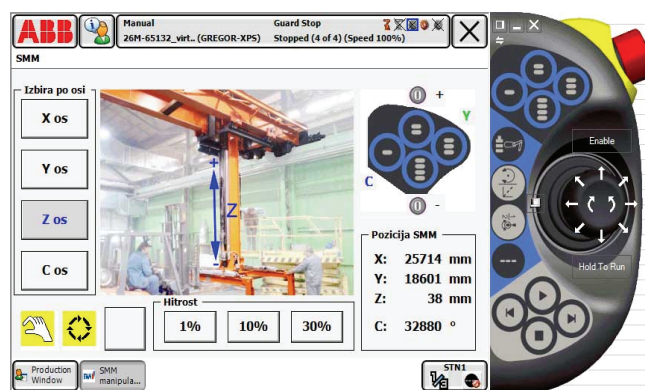 ABB
Manual
26M-65132_virt.. (GREGOR-XPS)
Guard Stop
Stopped (4 of 4) (Speed 100%)
SMM
Izbira po osi
X os
Y os
Z os
C os
+
Z
-
+
Y
C
-
Pozicija SMM
X: 25714 mm
Y: 18601 mm
Z: 38 mm
C: 32880 º
Hitrost
1%
10%
30%
Production
Window
SMM
manipula...
STN1
1/3
Enable
Hold To Run